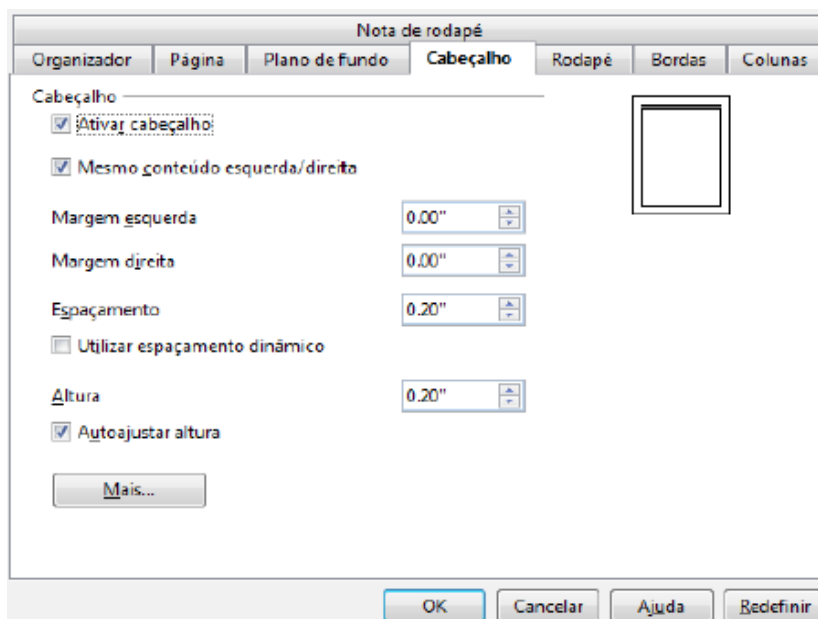 Nota de rodapé
Organizador Página Plano de fundo Cabeçalho Rodapé Bordas Colunas
Cabeçalho
Ativar cabeçalho
Mesmo conteúdo esquerda/direita
Margem esquerda 0.00"
Margem direita 0.00"
Espaçamento 0.20"
Utilizar espaçamento dinâmico
Altura 0.20"
Autoajustar altura
Mais...
OK Cancelar Ajuda Redefinir